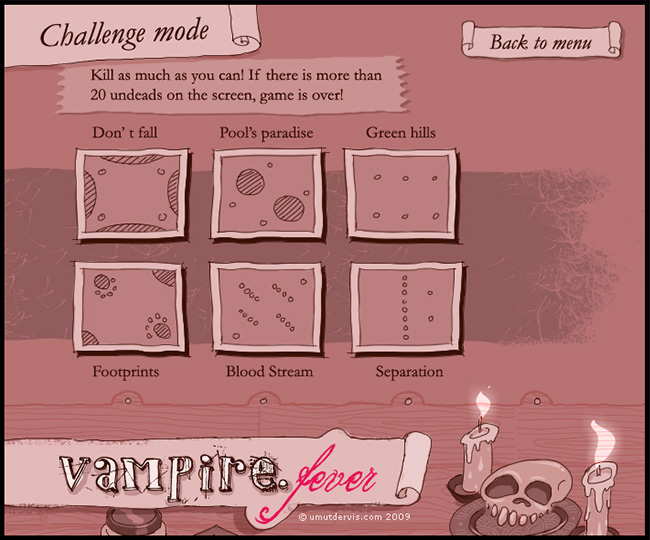 Challenge mode
Back to menu
Kill as much as you can! If there is more than
20 undeads on the screen, game is over!
Don' t fall
Pool's paradise
Green hills
Footprints
Blood Stream
Separation
vampire.fever
© umutdervis.com 2009